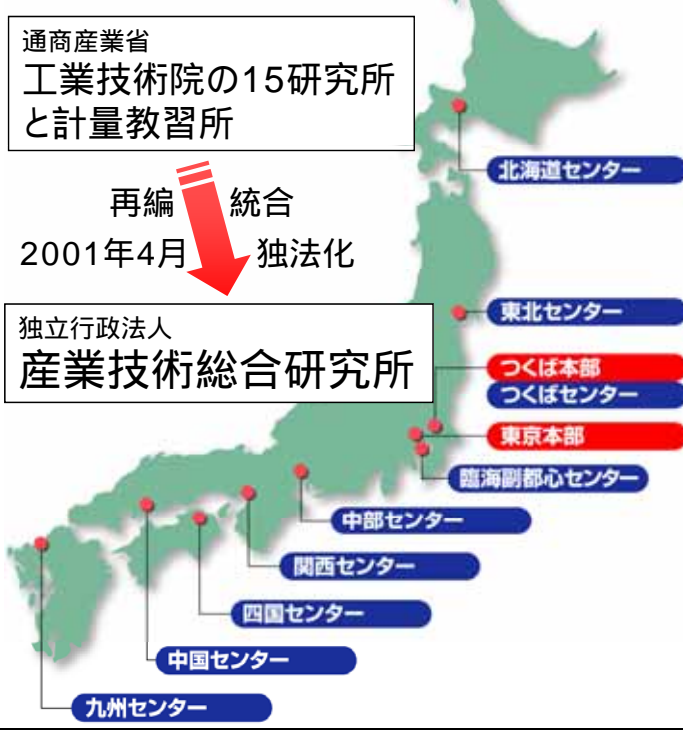 通商産業省
工業技術院の15研究所
と計量教習所
再編 統合
2001年4月 独法化
独立行政法人
産業技術総合研究所
北海道センター
東北センター
つくば本部
つくばセンター
東京本部
臨海副都心センター
中部センター
関西センター
四国センター
中国センター
九州センター